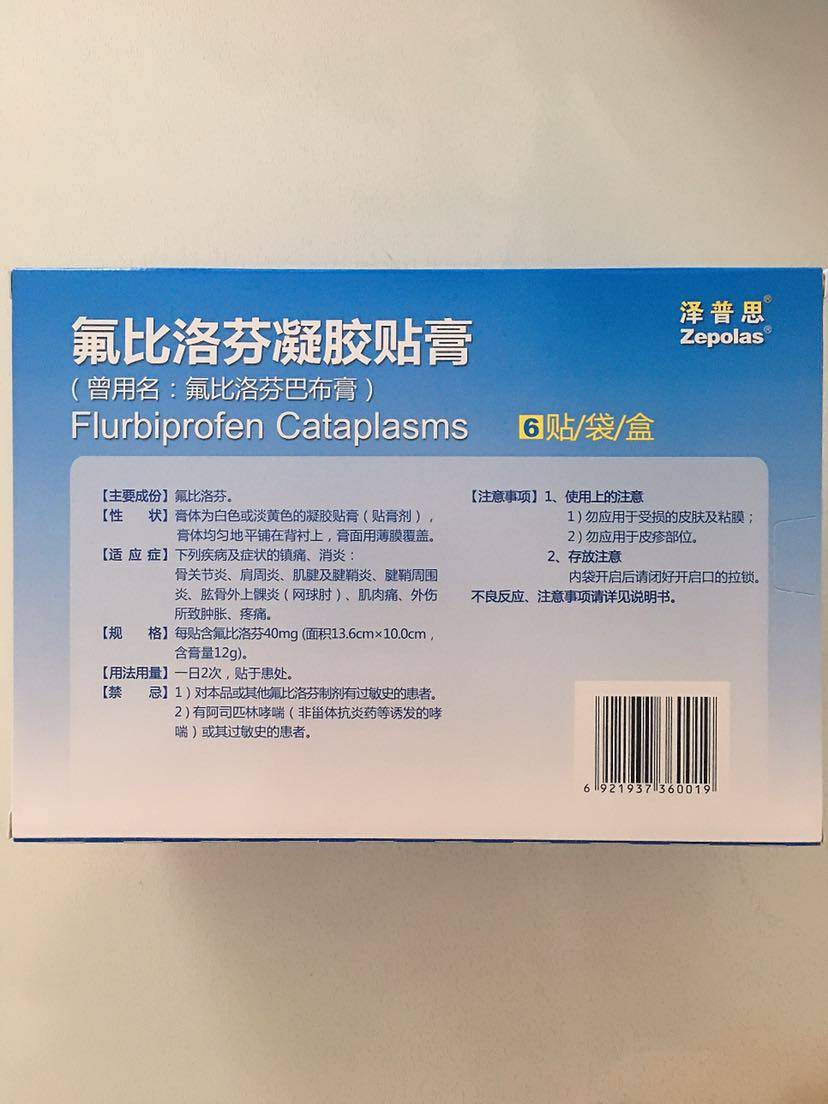 泽普思®
Zepolas®
氟比洛芬凝胶贴膏
（曾用名：氟比洛芬巴布膏）
Flurbiprofen Cataplasms 6贴/袋/盒
【主要成份】氟比洛芬。
【性 状】膏体为白色或淡黄色的凝胶贴膏（贴膏剂），
膏体均匀地平铺在背衬上，膏面用薄膜覆盖。
【适 应 症】下列疾病及症状的镇痛、消炎：
骨关节炎、肩周炎、肌腱及腱鞘炎、腱鞘周围
炎、肱骨外上髁炎（网球肘）、肌肉痛、外伤
所致肿胀、疼痛。
【规 格】每贴含氟比洛芬40mg (面积13.6cm×10.0cm，
含膏量12g)。
【用法用量】一日2次，贴于患处。
【禁 忌】1）对本品或其他氟比洛芬制剂有过敏史的患者。
2）有阿司匹林哮喘（非甾体抗炎药等诱发的哮
喘）或其过敏史的患者。
【注意事项】1、使用上的注意
1）勿应用于受损的皮肤及粘膜；
2）勿应用于皮疹部位。
2、存放注意
内袋开启后请闭好开启口的拉锁。
不良反应、注意事项请详见说明书。
6 921937 360019